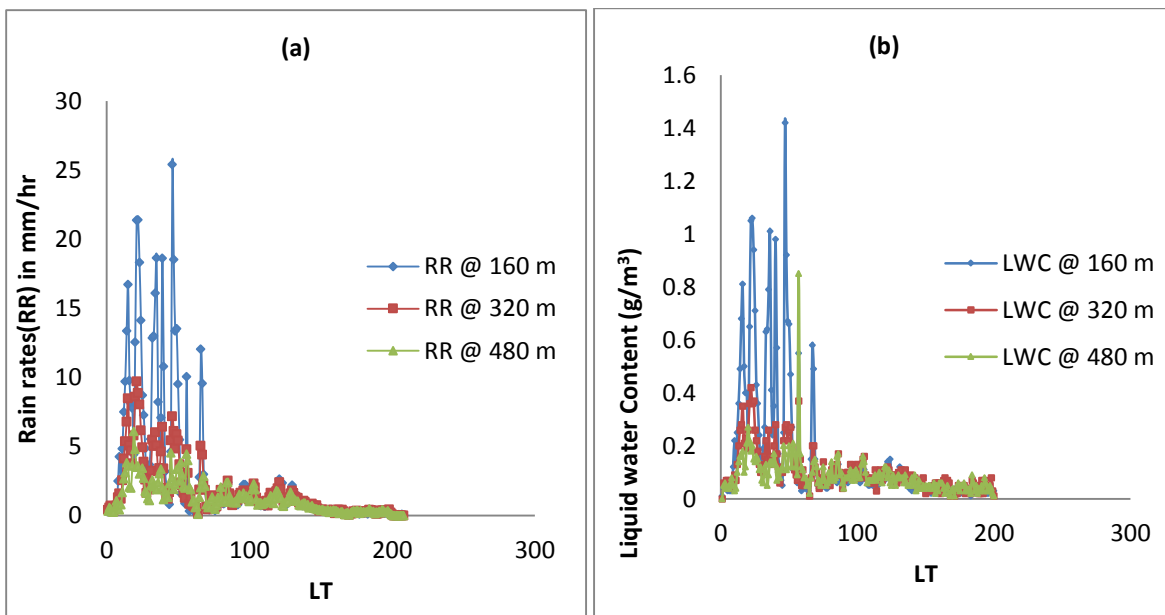 (a)
Rain rates(RR) in mm/hr
30
25
20
15
10
5
0
0 100 200 300
LT
RR @ 160 m
RR @ 320 m
RR @ 480 m
(b)
Liquid water Content (g/m³)
1.6
1.4
1.2
1
0.8
0.6
0.4
0.2
0
0 100 200 300
LT
LWC @ 160 m
LWC @ 320 m
LWC @ 480 m